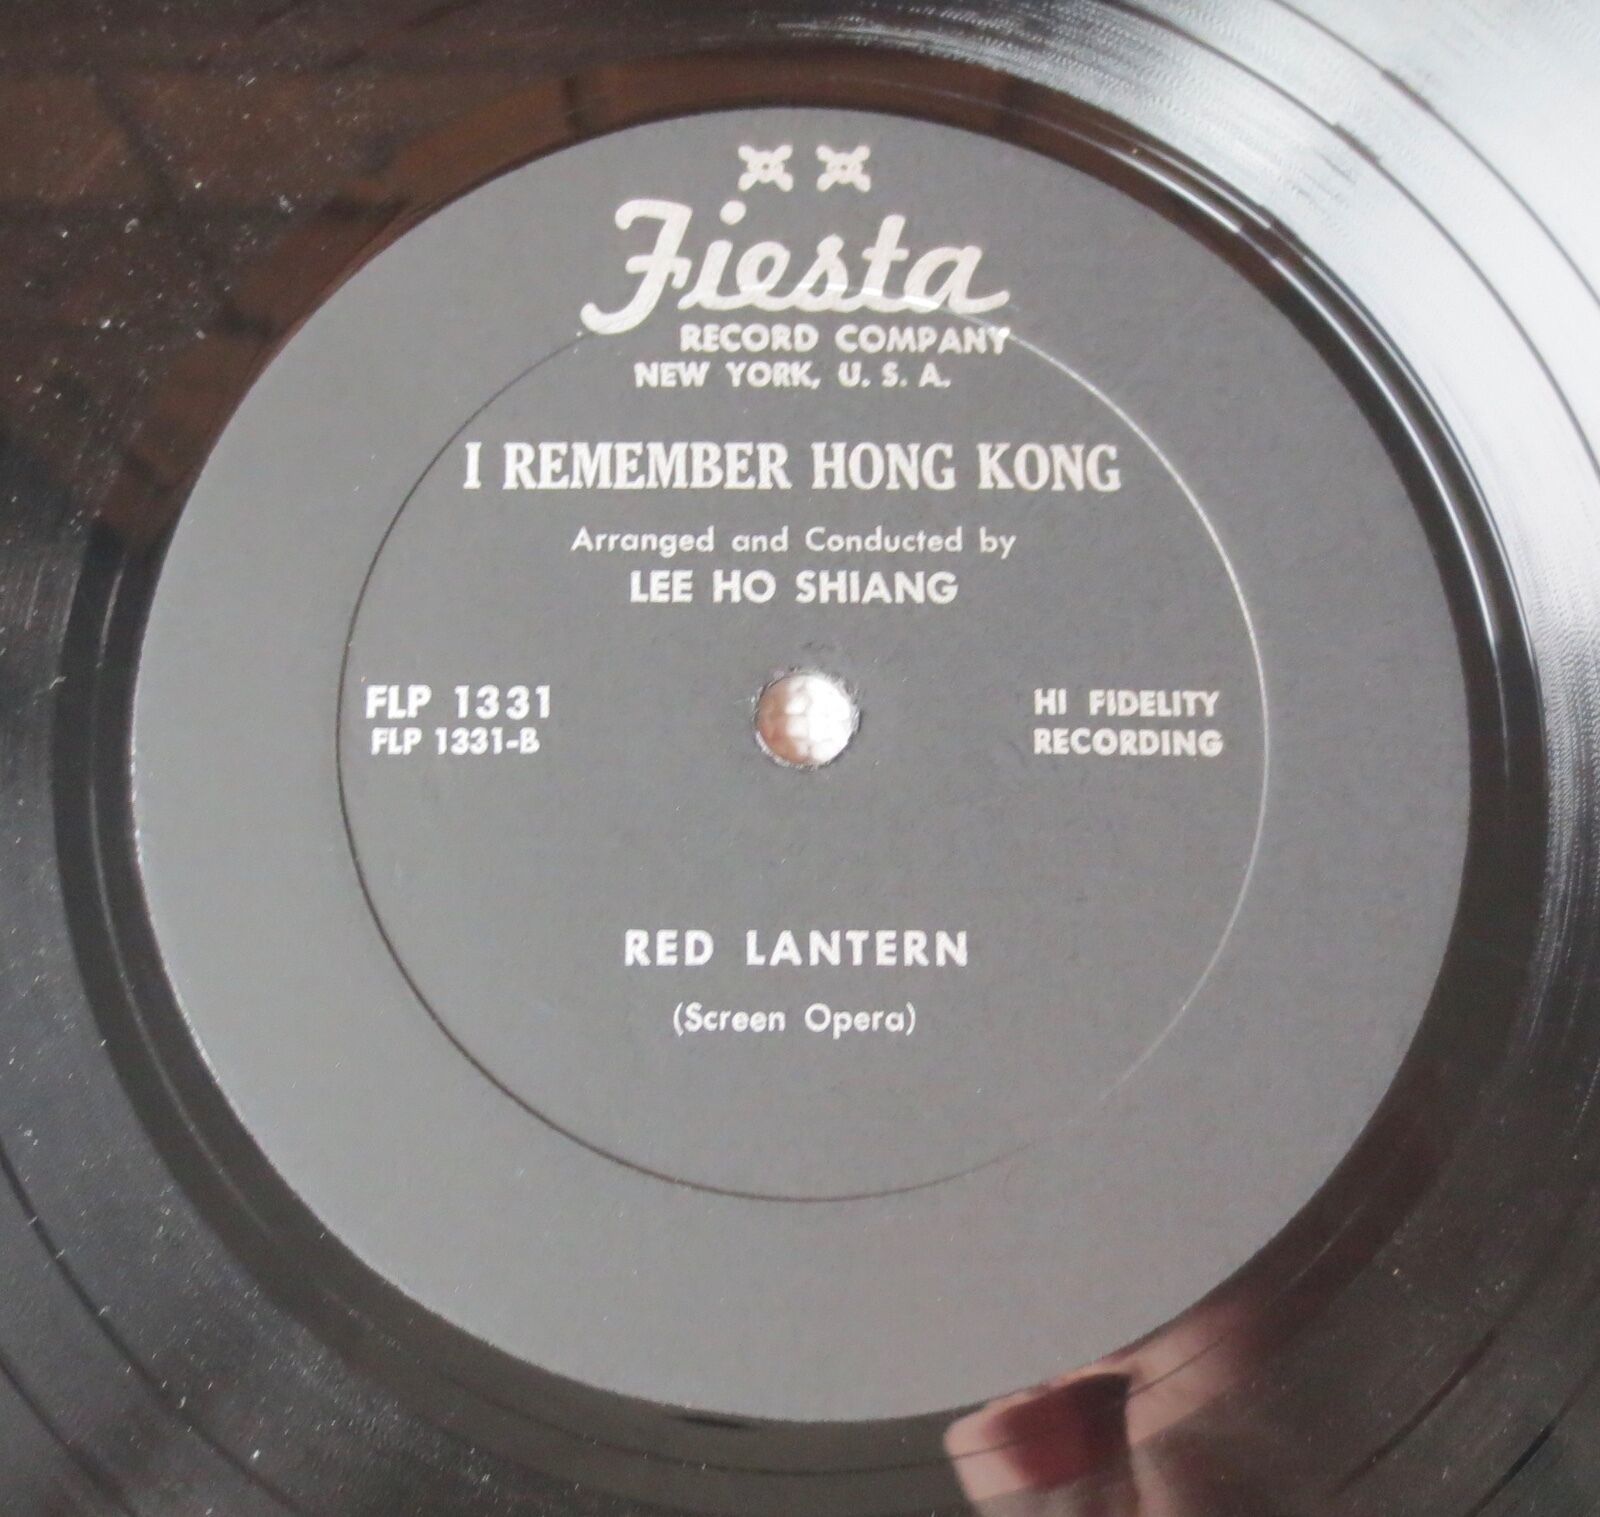 Fiesta
RECORD COMPANY
NEW YORK, U. S. A.
I REMEMBER HONG KONG
Arranged and Conducted by
LEE HO SHIANG
FLP 1331
FLP 1331-B
HI FIDELITY
RECORDING
RED LANTERN
(Screen Opera)